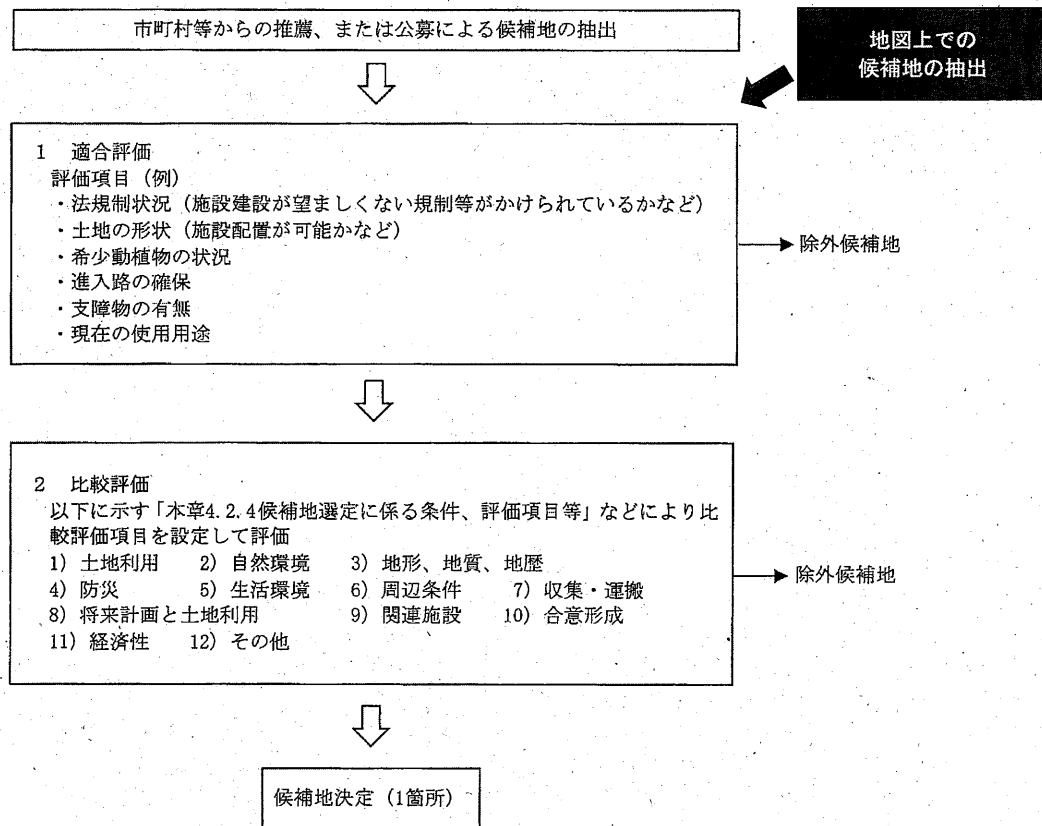 市町村等からの推薦、または公募による候補地の抽出
地図上での
候補地の抽出
1 適合評価
評価項目（例）
・法規制状況（施設建設が望ましくない規制等がかけられているかなど）
・土地の形状（施設配置が可能かなど）
・希少動植物の状況
・進入路の確保
・支障物の有無
・現在の使用用途
除外候補地
2 比較評価
以下に示す「本章4.2.4候補地選定に係る条件、評価項目等」などにより比
較評価項目を設定して評価
1）土地利用 2）自然環境 3）地形、地質、地歴
4）防災 5）生活環境 6）周辺条件 7）収集・運搬
8）将来計画と土地利用 9）関連施設 10）合意形成
11）経済性 12）その他
除外候補地
候補地決定（1箇所）